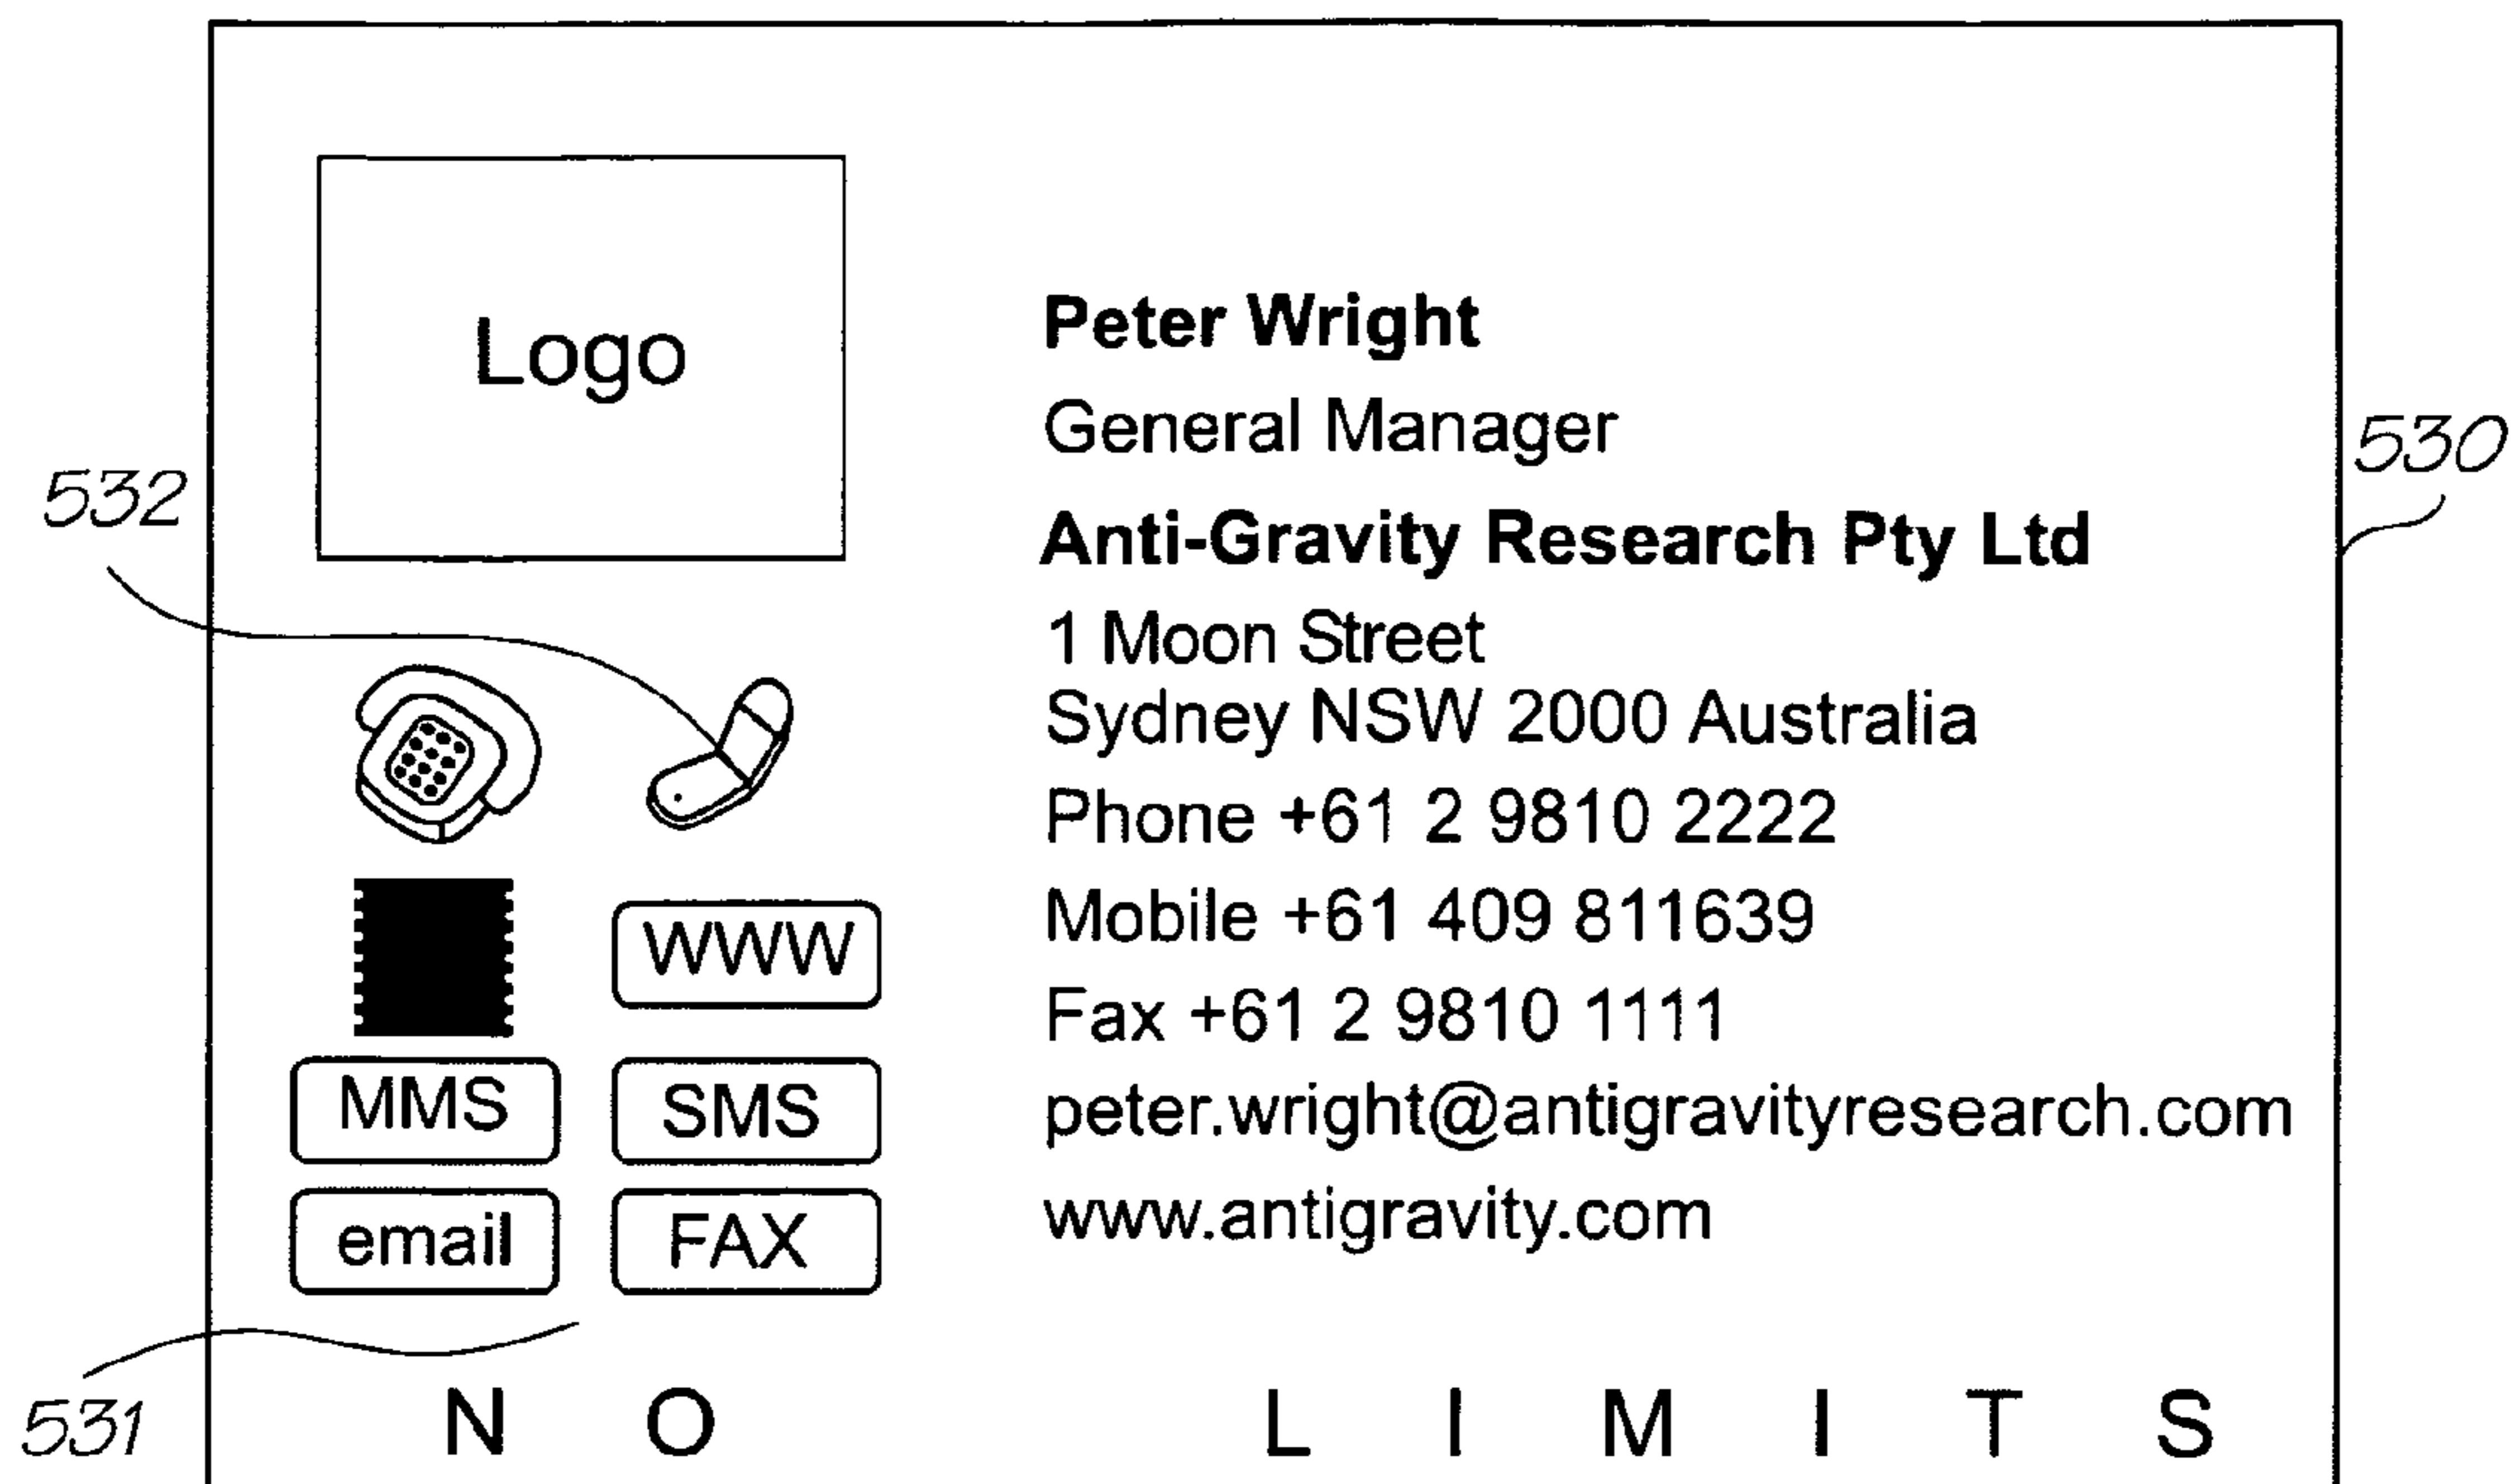 Logo
Peter Wright
General Manager
530
532
Anti-Gravity Research Pty Ltd
1 Moon Street
Sydney NSW 2000 Australia
Phone +61 2 9810 2222
WWW
Mobile +61 409 811639
Fax +61 2 9810 1111
MMS SMS
peter.wright@antigravityresearch.com
email FAX
www.antigravity.com
531
NO LIMITS